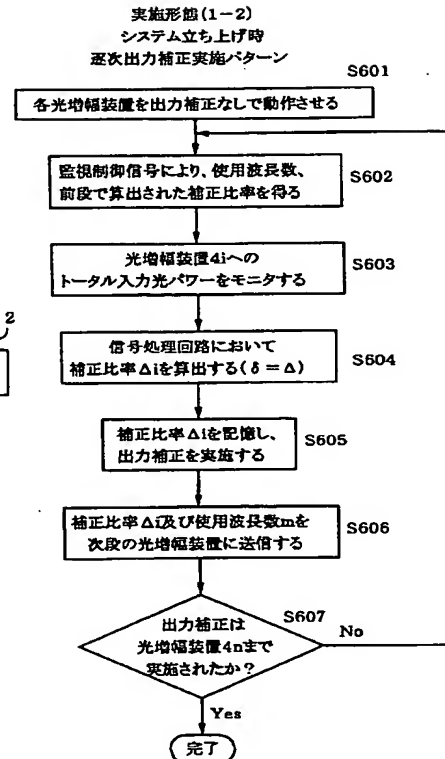 実施形態(1-2)
システム立ち上げ時
逐次出力補正実施パターン
S601
各光増幅装置を出力補正なしで動作させる
監視制御信号により、使用波長数、
前段で算出された補正比率を得る
S602
光増幅装置4iへの
トータル入力光パワーをモニタする
S603
2
信号処理回路において
補正比率Δiを算出する(δ=Δ)
S604
補正比率Δiを記憶し、
出力補正を実施する
S605
補正比率Δi及び使用波長数mを
次段の光増幅装置に送信する
S606
S607
出力補正は
光増幅装置4nまで
実施されたか?
No
Yes
完了